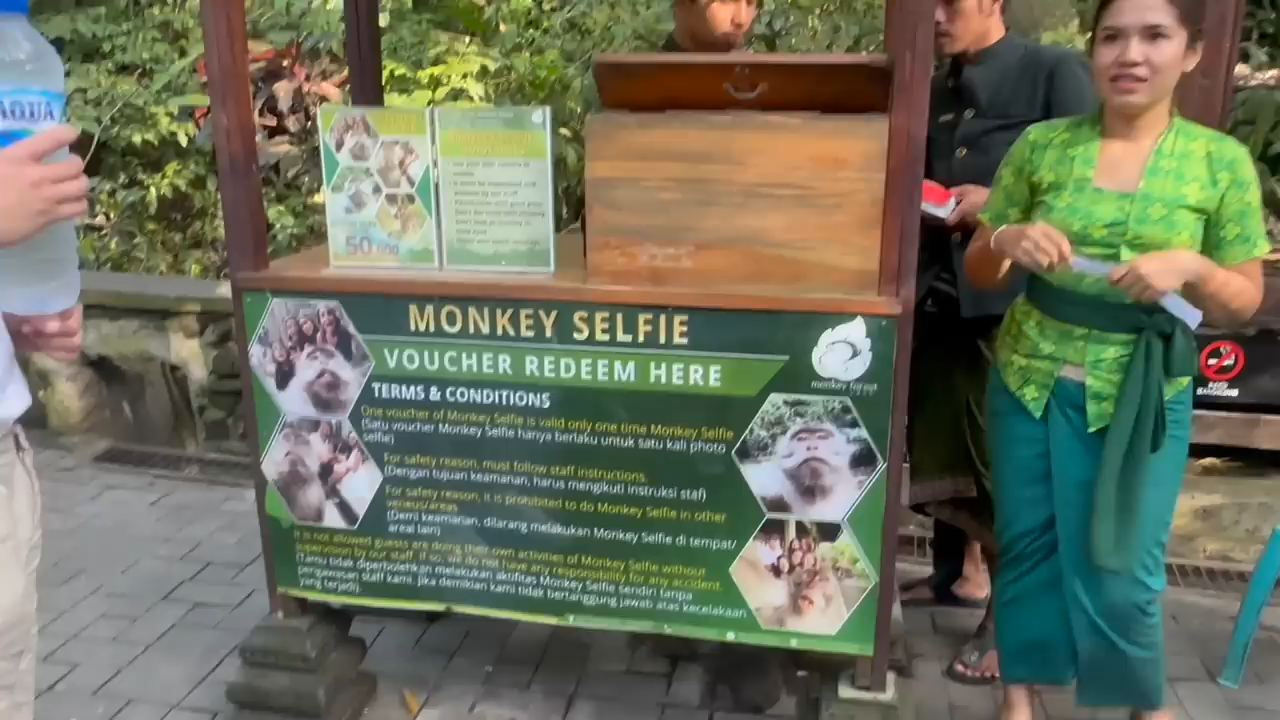 AQUA
50.000
MONKEY SELFIE
VOUCHER REDEEM HERE
monkey forest
TERMS & CONDITIONS
One voucher of Monkey Selfie is valid only one time Monkey Selfie
(Satu voucher Monkey Selfie hanya berlaku untuk satu kali photo
selfie)
For safety reason, must follow staff instructions.
(Dengan tujuan keamanan, harus mengikuti instruksi staf)
For safety reason, it is prohibited to do Monkey Selfie in other
venues/areas
(Demi keamanan, dilarang melakukan Monkey Selfie di tempat/
areal lain)
It is not allowed guests are doing their own activities of Monkey Selfie without
supervision by our staff. If so, we do not have any responsibility for any accident.
(Tamu tidak diperbolehkan melakukan aktifitas Monkey Selfie sendiri tanpa
pengawasan staff kami. Jika demikian kami tidak bertanggung jawab atas kecelakaan
yang terjadi).
NO
SMOKING